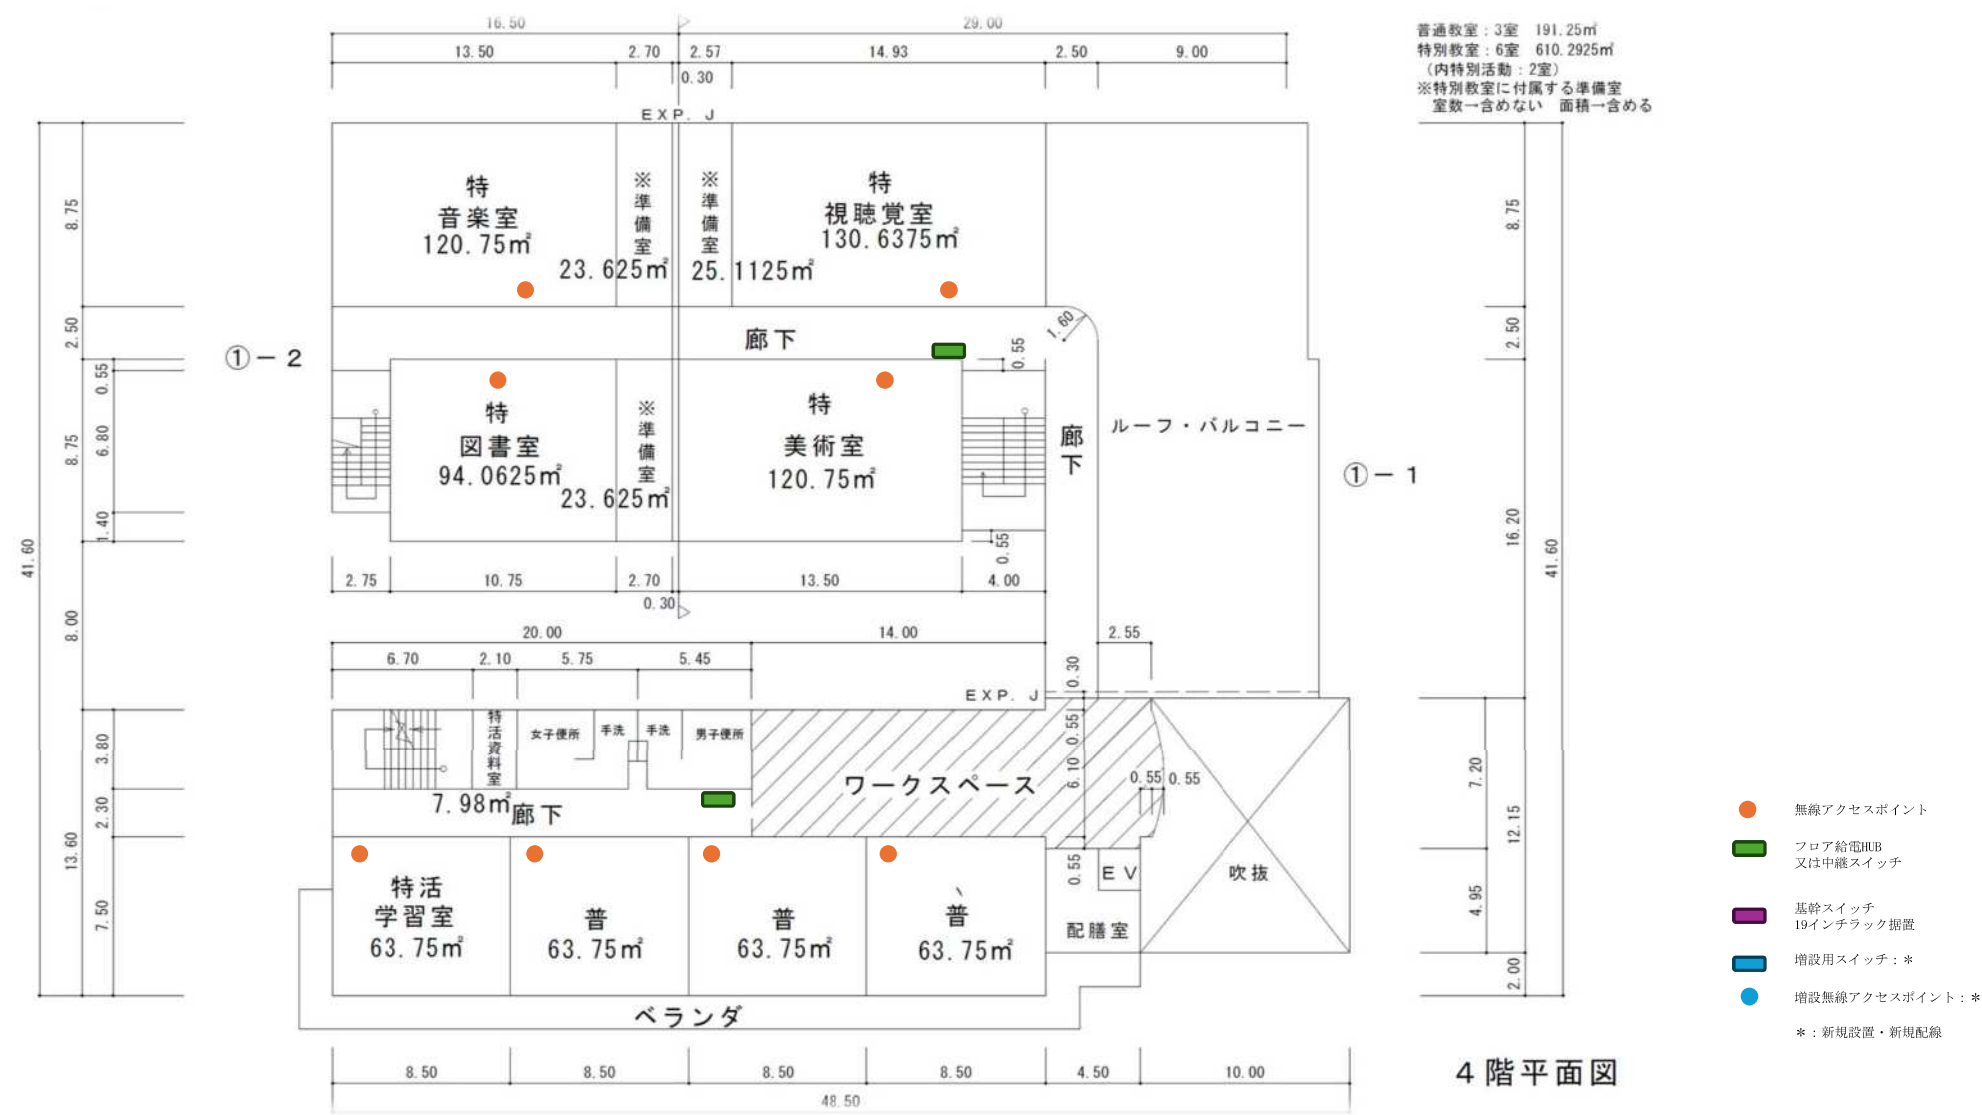 16.50
29.00
13.50
2.70
2.57
14.93
2.50
9.00
0.30
普通教室:3室 191.25㎡
特別教室:6室 610.2925㎡
(内特別活動:2室)
※特別教室に付属する準備室
室数→含めない 面積→含める
EXP. J
特
音楽室
120.75㎡
※準備室
23.625㎡
※準備室
25.1125㎡
特
視聴覚室
130.6375㎡
8.75
2.50
0.55
6.80
8.75
1.40
41.60
8.00
①-2
廊下
1.60
0.55
特
図書室
94.0625㎡
※準備室
23.625㎡
特
美術室
120.75㎡
廊下
ルーフ・バルコニー
①-1
0.55
8.75
2.50
16.20
41.60
2.75
10.75
2.70
13.50
4.00
0.30
20.00
14.00
2.55
6.70
2.10
5.75
5.45
0.30
EXP. J
特活資料室
女子便所
手洗
手洗
男子便所
7.98㎡
廊下
ワークスペース
0.55
6.10
0.55
0.55
0.55
3.80
2.30
13.60
7.50
7.20
12.15
4.95
2.00
特活
学習室
63.75㎡
普
63.75㎡
普
63.75㎡
普
63.75㎡
EV
配膳室
吹抜
ベランダ
8.50
8.50
8.50
8.50
4.50
10.00
48.50
無線アクセスポイント
フロア給電HUB
又は中継スイッチ
基幹スイッチ
19インチラック据置
増設用スイッチ:*
増設無線アクセスポイント:*
*:新規設置・新規配線
4階平面図